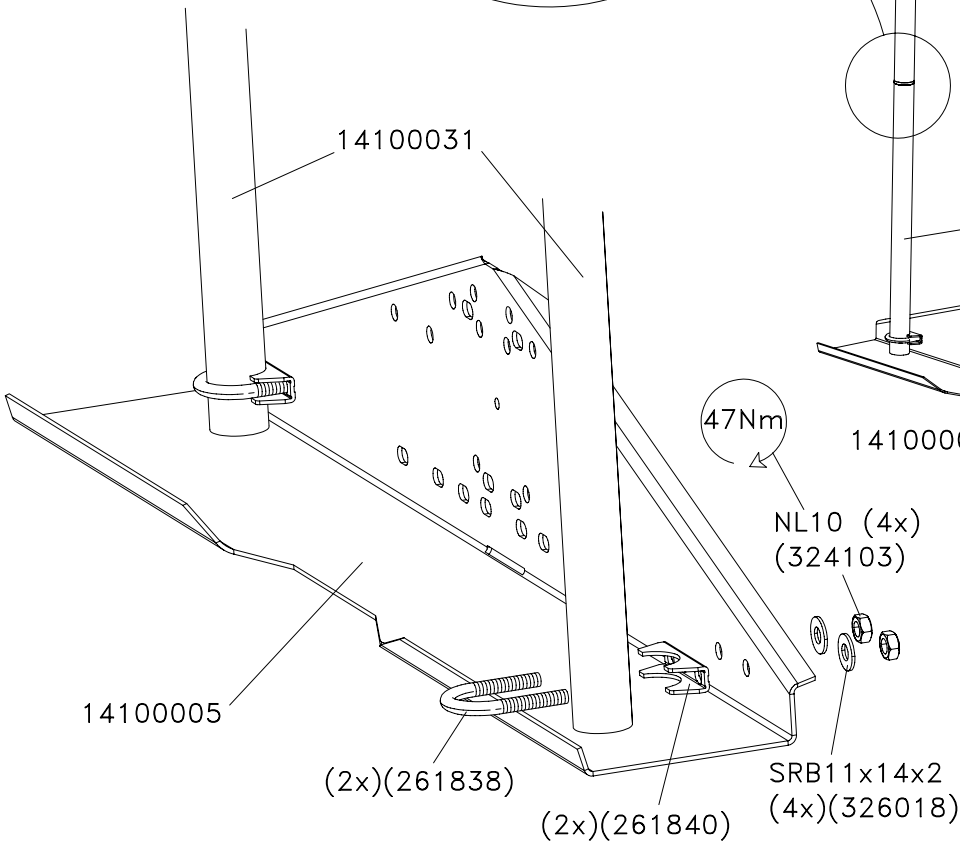 14100031
47Nm
NL10 (4x)
(324103)
14100005
(2x)(261838)
(2x)(261840)
SRB11x14x2
(4x)(326018)